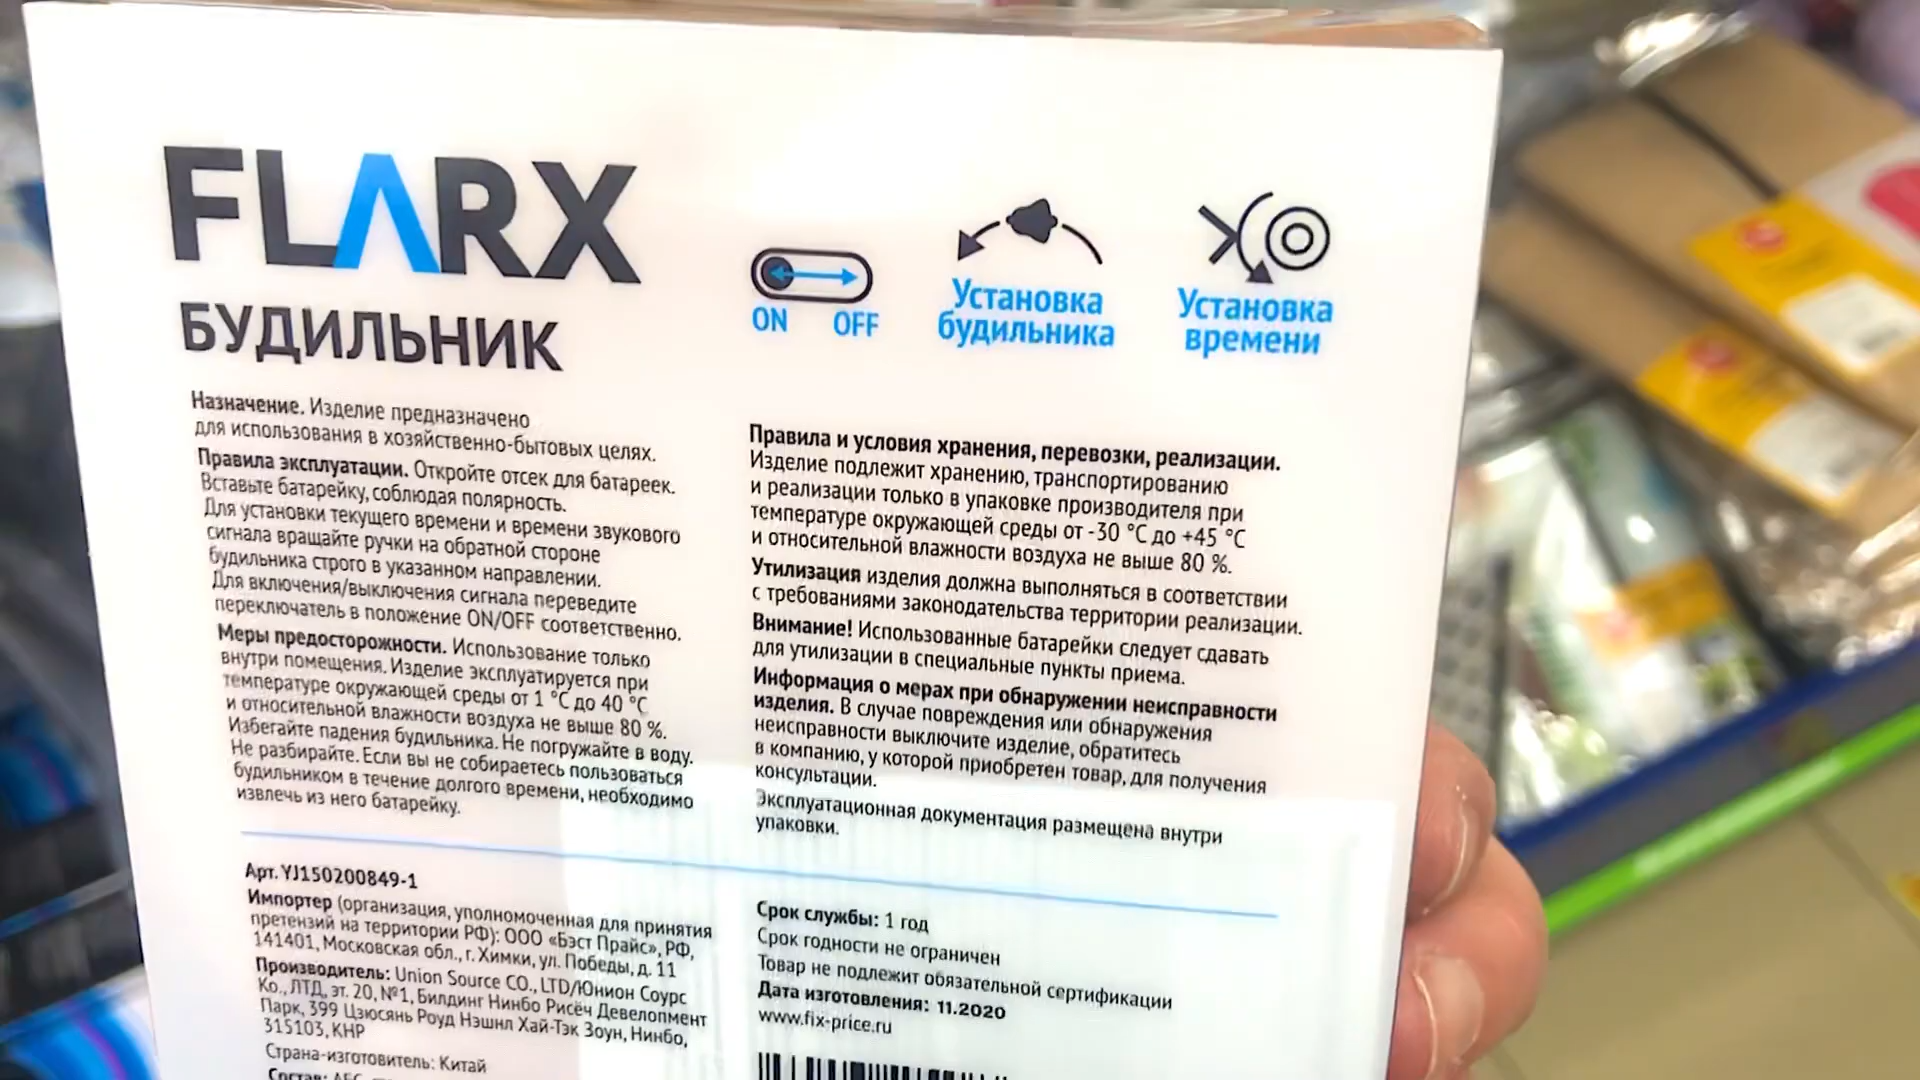 FLARX
БУДИЛЬНИК
ON OFF
Установка
будильника
Установка
времени
Назначение. Изделие предназначено
для использования в хозяйственно-бытовых целях.
Правила эксплуатации. Откройте отсек для батареек.
Вставьте батарейку, соблюдая полярность.
Для установки текущего времени и времени звукового
сигнала вращайте ручки на обратной стороне
будильника строго в указанном направлении.
Для включения/выключения сигнала переведите
переключатель в положение ON/OFF соответственно.
Меры предосторожности. Использование только
внутри помещения. Изделие эксплуатируется при
температуре окружающей среды от 1 °C до 40 °C
и относительной влажности воздуха не выше 80 %.
Избегайте падения будильника. Не погружайте в воду.
Не разбирайте. Если вы не собираетесь пользоваться
будильником в течение долгого времени, необходимо
извлечь из него батарейку.
Правила и условия хранения, перевозки, реализации.
Изделие подлежит хранению, транспортированию
и реализации только в упаковке производителя при
температуре окружающей среды от -30 °C до +45 °C
и относительной влажности воздуха не выше 80 %.
Утилизация изделия должна выполняться в соответствии
с требованиями законодательства территории реализации.
Внимание! Использованные батарейки следует сдавать
для утилизации в специальные пункты приема.
Информация о мерах при обнаружении неисправности
изделия. В случае повреждения или обнаружения
неисправности выключите изделие, обратитесь
в компанию, у которой приобретен товар, для получения
консультации.
Эксплуатационная документация размещена внутри
упаковки.
Арт. YJ150200849-1
Импортер (организация, уполномоченная для принятия
претензий на территории РФ): ООО «Бэст Прайс», РФ,
141401, Московская обл., г. Химки, ул. Победы, д. 11
Производитель: Union Source CO., LTD/Юнион Соурс
Ко., ЛТД, эт. 20, №1, Билдинг Нинбо Рисёч Девелопмент
Парк, 399 Цзюсянь Роуд Нэшнл Хай-Тэк Зоун, Нинбо,
315103, КНР
Страна-изготовитель: Китай
Состав:
Срок службы: 1 год
Срок годности не ограничен
Товар не подлежит обязательной сертификации
Дата изготовления: 11.2020
www.fix-price.ru